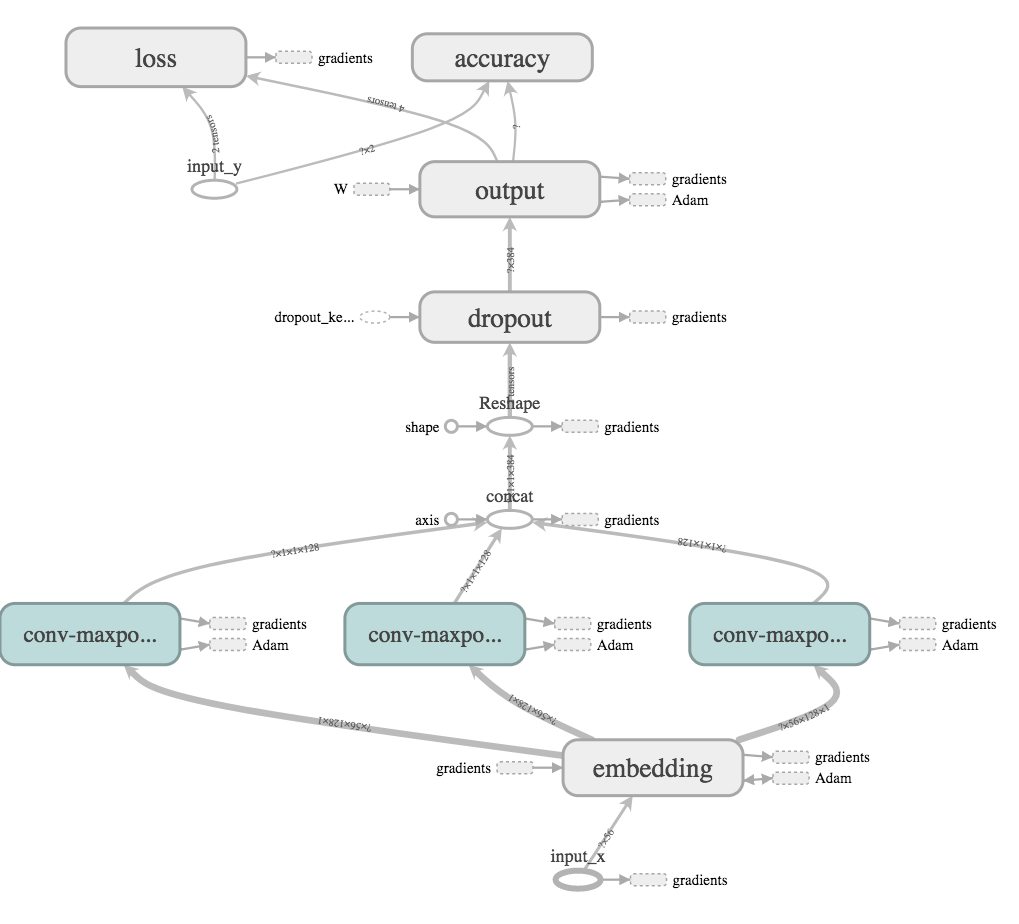 loss
gradients
accuracy
4 tensors
2 tensors
?×2
?
input_y
W
output
gradients
Adam
?×384
dropout_ke...
dropout
gradients
tensors
Reshape
shape
gradients
1×1×384
concat
axis
gradients
?×1×1×128
?×1×1×128
?×1×1×128
conv-maxpo...
gradients
Adam
conv-maxpo...
gradients
Adam
conv-maxpo...
gradients
Adam
?×56×128×1
?×56×128×1
?×56×128×1
gradients
embedding
gradients
Adam
?×56
input_x
gradients